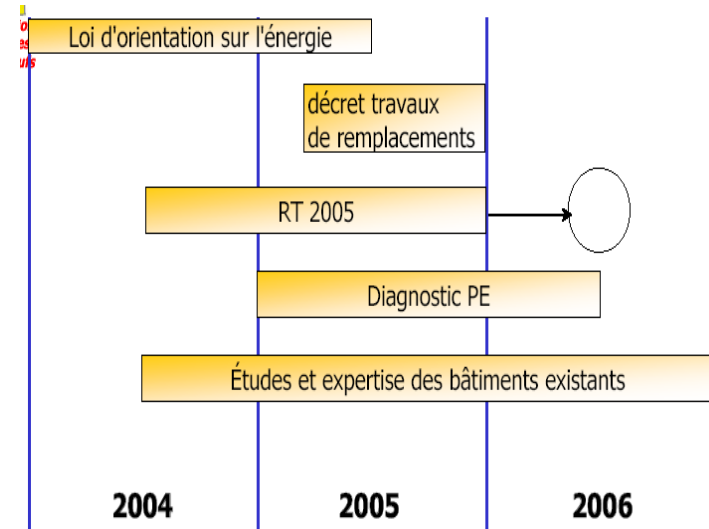 Loi d'orientation sur l'énergie
décret travaux
de remplacements
RT 2005
Diagnostic PE
Études et expertise des bâtiments existants
2004 2005 2006